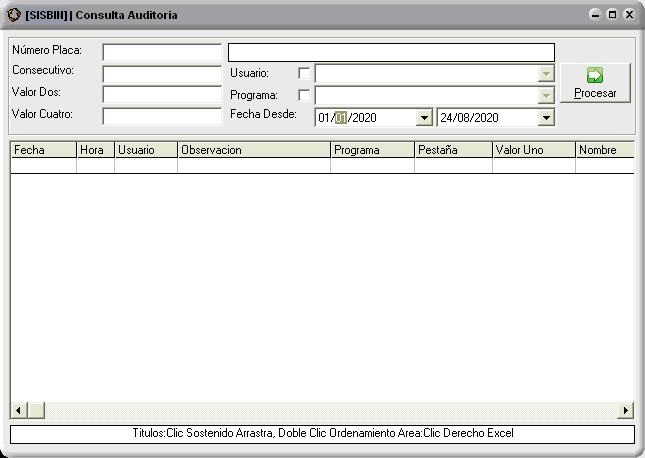 [SISBIN]| Consulta Auditoria
Número Placa:
Consecutivo:
Usuario:
Valor Dos:
Programa:
Procesar
Valor Cuatro:
Fecha Desde:
01/01/2020
24/08/2020
Fecha Hora Usuario Observacion Programa Pestaña Valor Uno Nombre
Titulos:Clic Sostenido Arrastra, Doble Clic Ordenamiento Area:Clic Derecho Excel